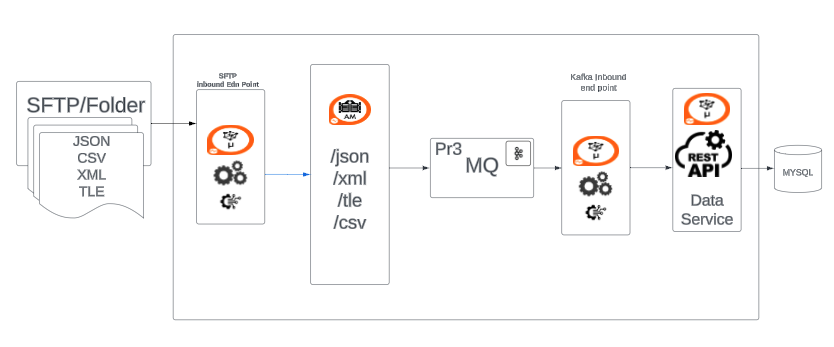 SFTP/Folder
JSON
CSV
XML
TLE
SFTP
inbound Edn Point
μ
AM
/json
/xml
/tle
/csv
Pr3
MQ
Kafka Inbound
end point
μ
μ
REST
API
Data
Service
MYSQL